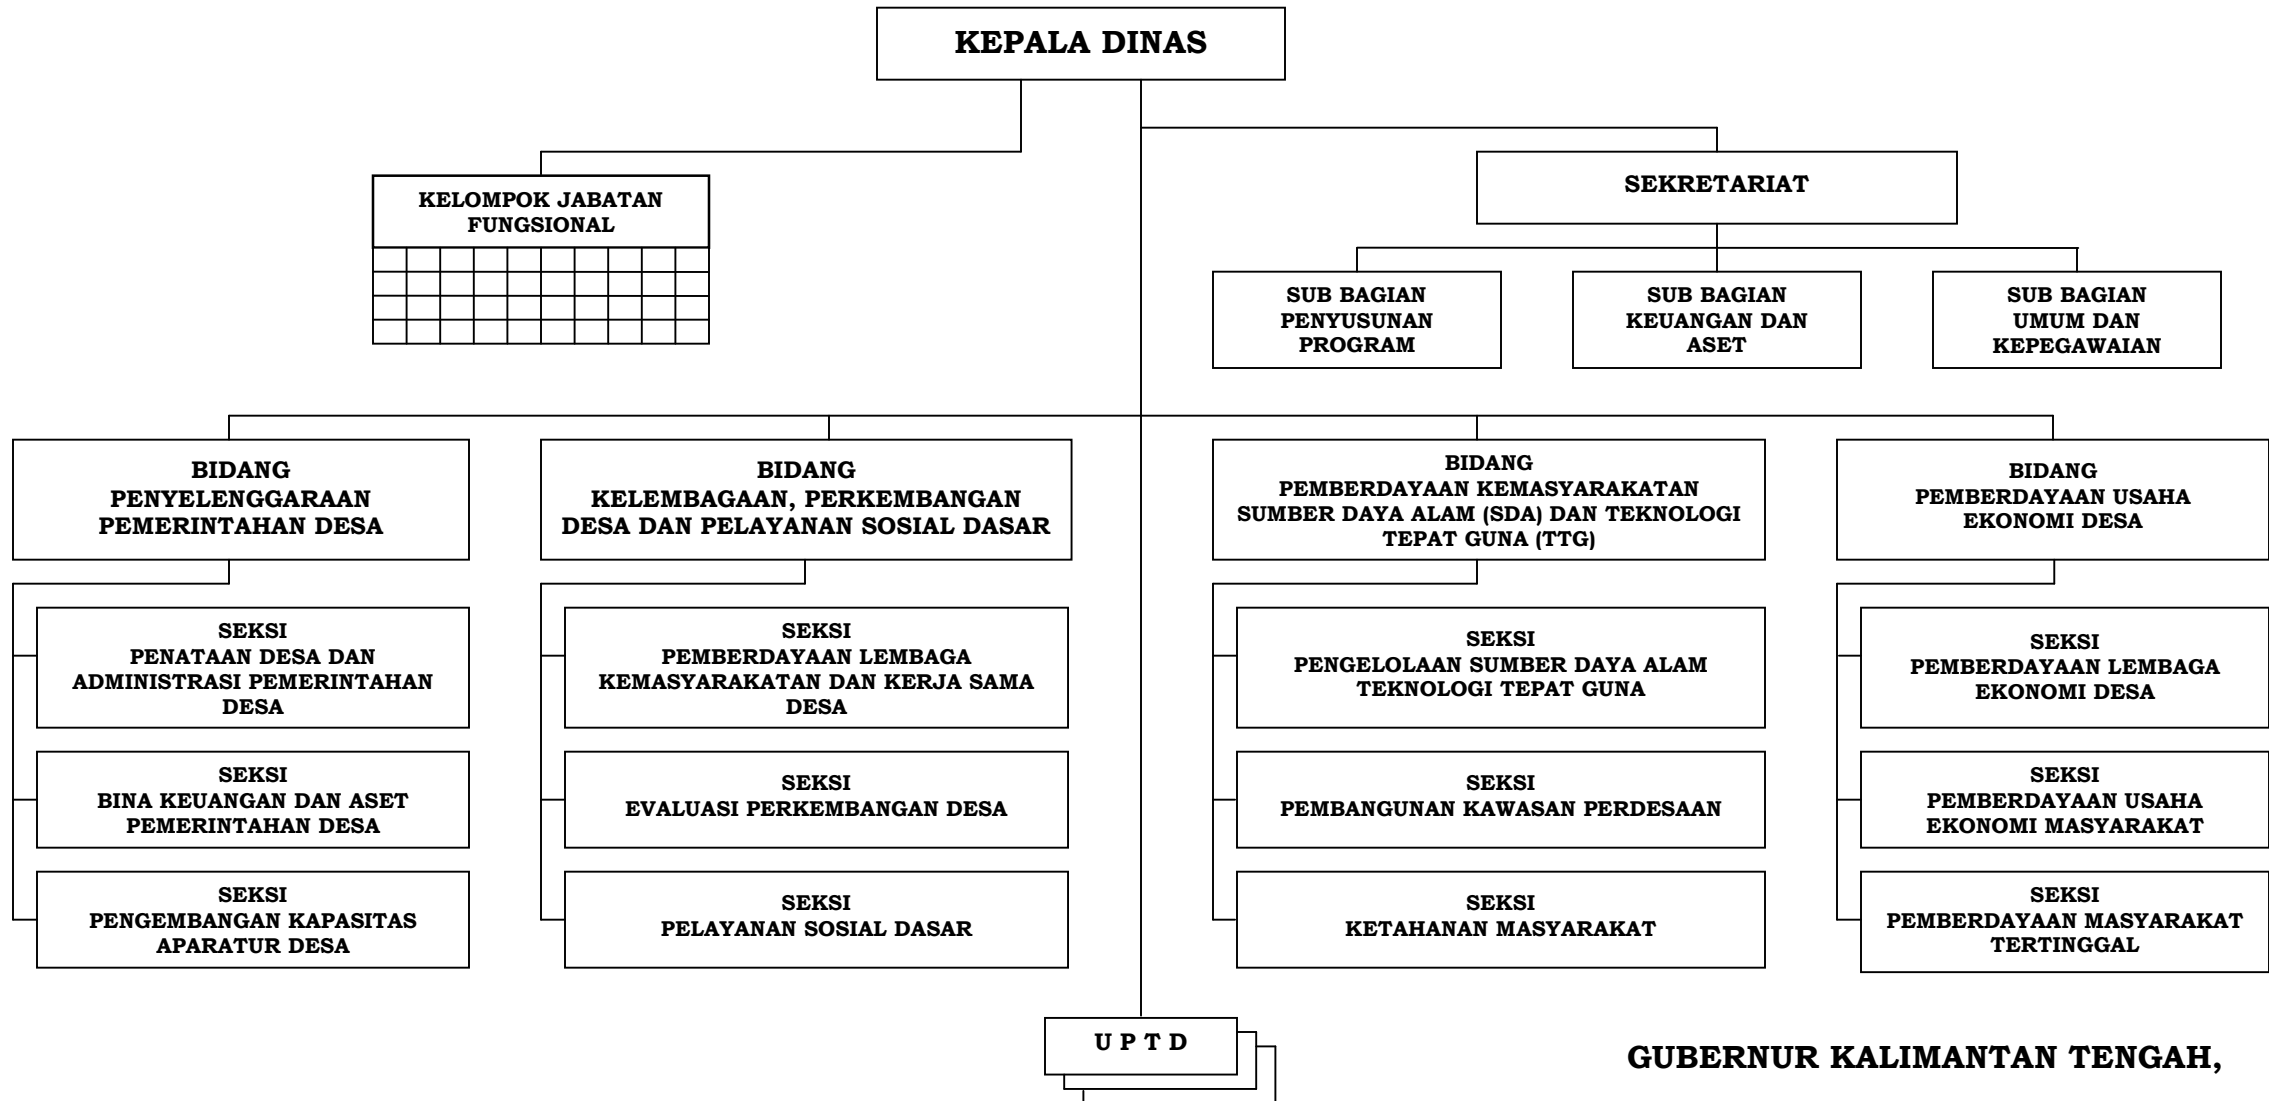 KEPALA DINAS
KELOMPOK JABATAN
FUNGSIONAL
SEKRETARIAT
SUB BAGIAN
PENYUSUNAN
PROGRAM
SUB BAGIAN
KEUANGAN DAN
ASET
SUB BAGIAN
UMUM DAN
KEPEGAWAIAN
BIDANG
PENYELENGGARAAN
PEMERINTAHAN DESA
BIDANG
KELEMBAGAAN, PERKEMBANGAN
DESA DAN PELAYANAN SOSIAL DASAR
BIDANG
PEMBERDAYAAN KEMASYARAKATAN
SUMBER DAYA ALAM (SDA) DAN TEKNOLOGI
TEPAT GUNA (TTG)
BIDANG
PEMBERDAYAAN USAHA
EKONOMI DESA
SEKSI
PENATAAN DESA DAN
ADMINISTRASI PEMERINTAHAN
DESA
SEKSI
PEMBERDAYAAN LEMBAGA
KEMASYARAKATAN DAN KERJA SAMA
DESA
SEKSI
PENGELOLAAN SUMBER DAYA ALAM
TEKNOLOGI TEPAT GUNA
SEKSI
PEMBERDAYAAN LEMBAGA
EKONOMI DESA
SEKSI
BINA KEUANGAN DAN ASET
PEMERINTAHAN DESA
SEKSI
EVALUASI PERKEMBANGAN DESA
SEKSI
PEMBANGUNAN KAWASAN PERDESAAN
SEKSI
PEMBERDAYAAN USAHA
EKONOMI MASYARAKAT
SEKSI
PENGEMBANGAN KAPASITAS
APARATUR DESA
SEKSI
PELAYANAN SOSIAL DASAR
SEKSI
KETAHANAN MASYARAKAT
SEKSI
PEMBERDAYAAN MASYARAKAT
TERTINGGAL
U P T D
GUBERNUR KALIMANTAN TENGAH,